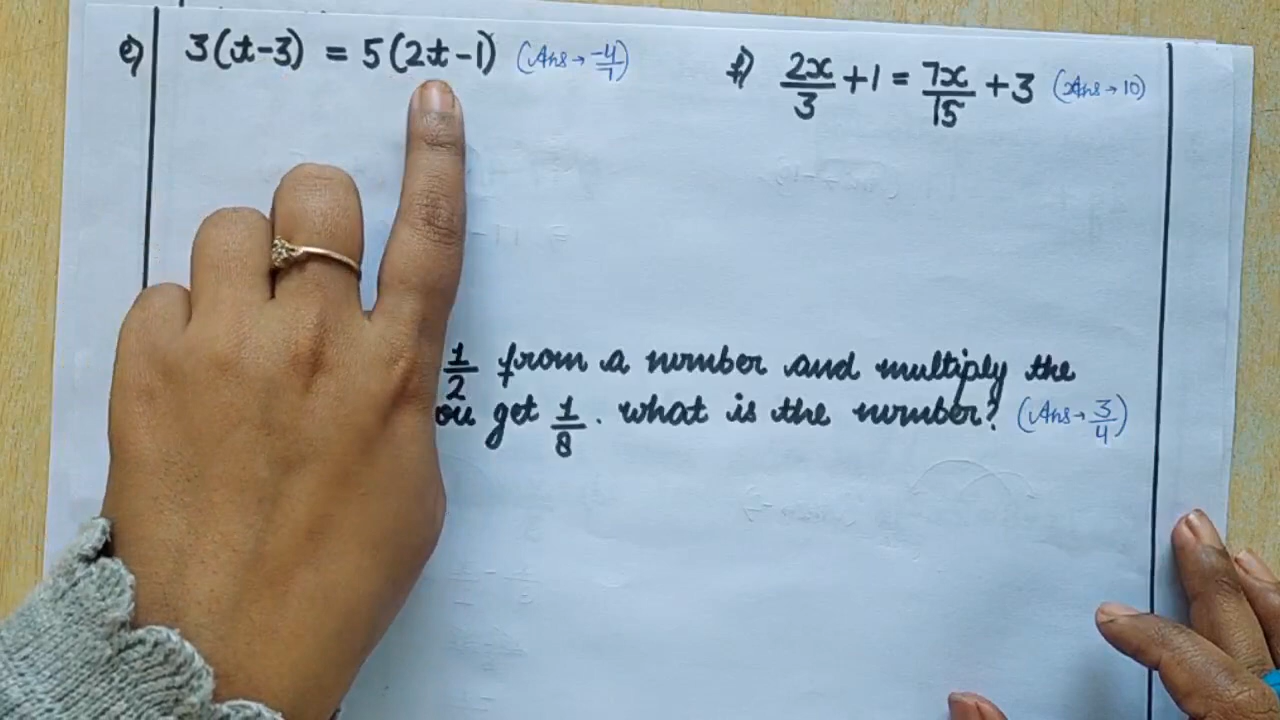 e) 3(t-3) = 5(2t-1) (Ans→ -4/7)
f) 2x/3 + 1 = 7x/15 + 3 (Ans→10)
1/2 from a number and multiply the
ou get 1/8. what is the number? (Ans→ 3/4)